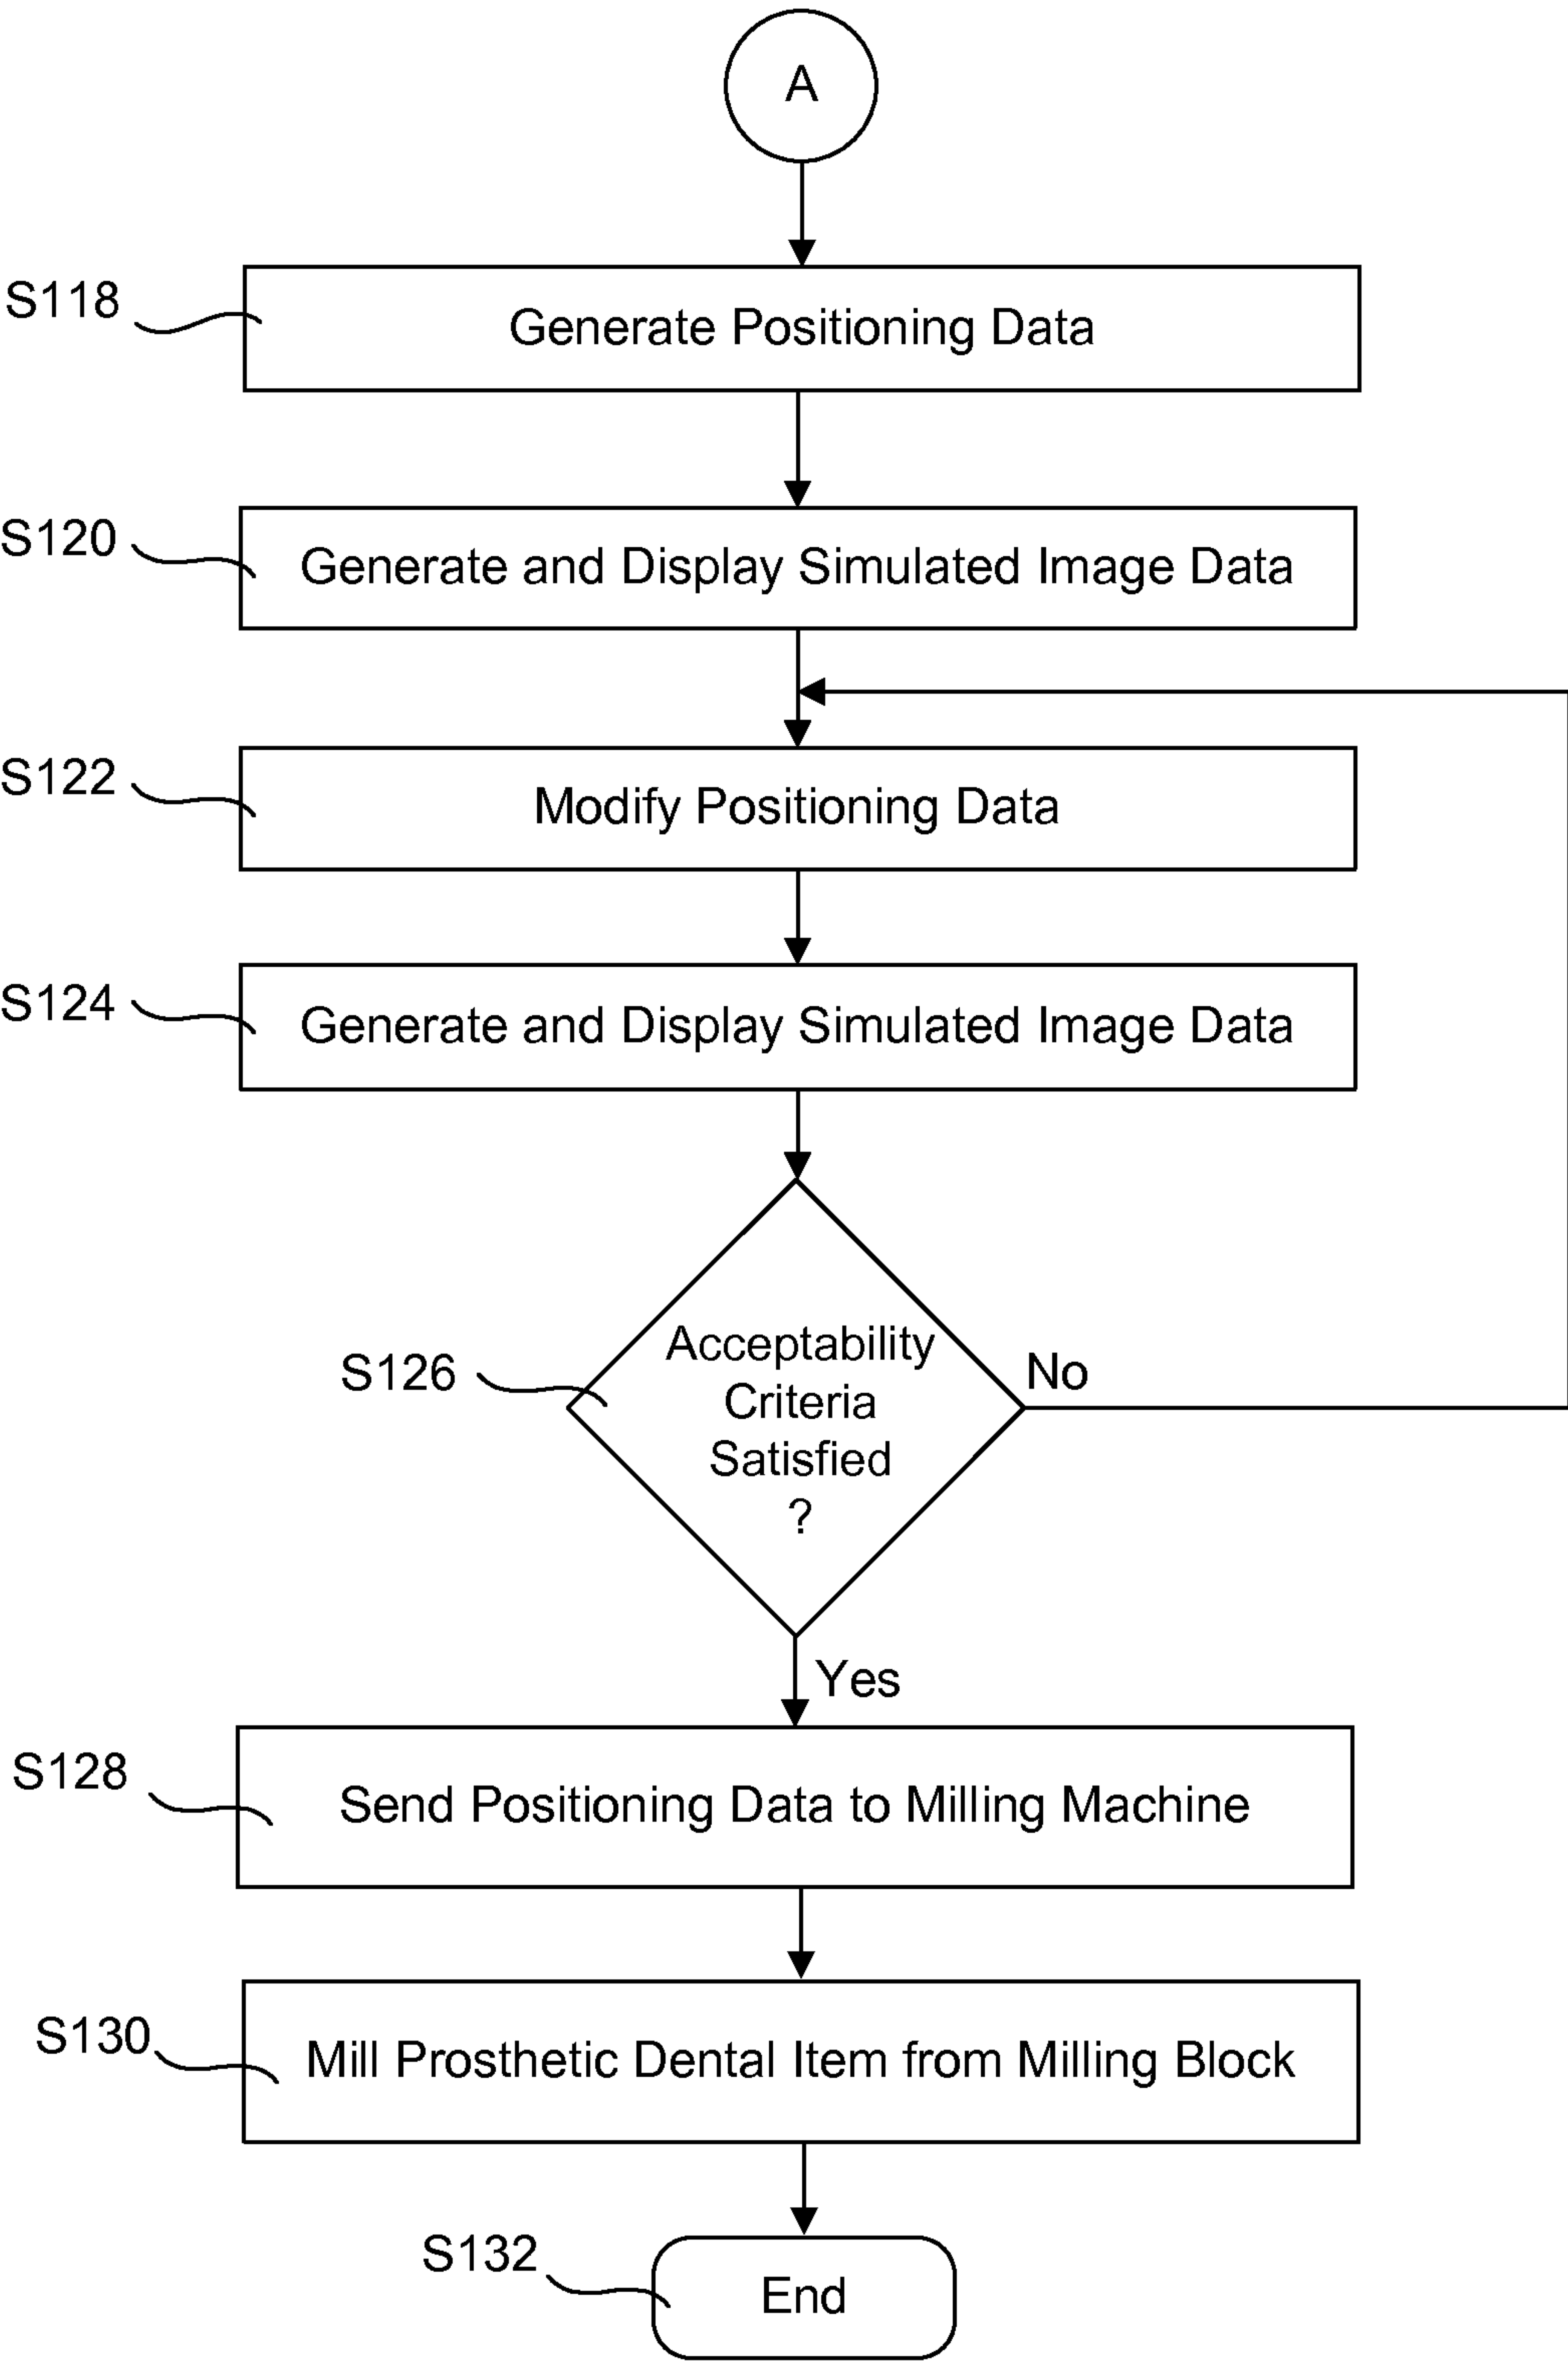 A
S118
Generate Positioning Data
S120
Generate and Display Simulated Image Data
S122
Modify Positioning Data
S124
Generate and Display Simulated Image Data
S126
Acceptability
Criteria
Satisfied
?
No
Yes
S128
Send Positioning Data to Milling Machine
S130
Mill Prosthetic Dental Item from Milling Block
S132
End